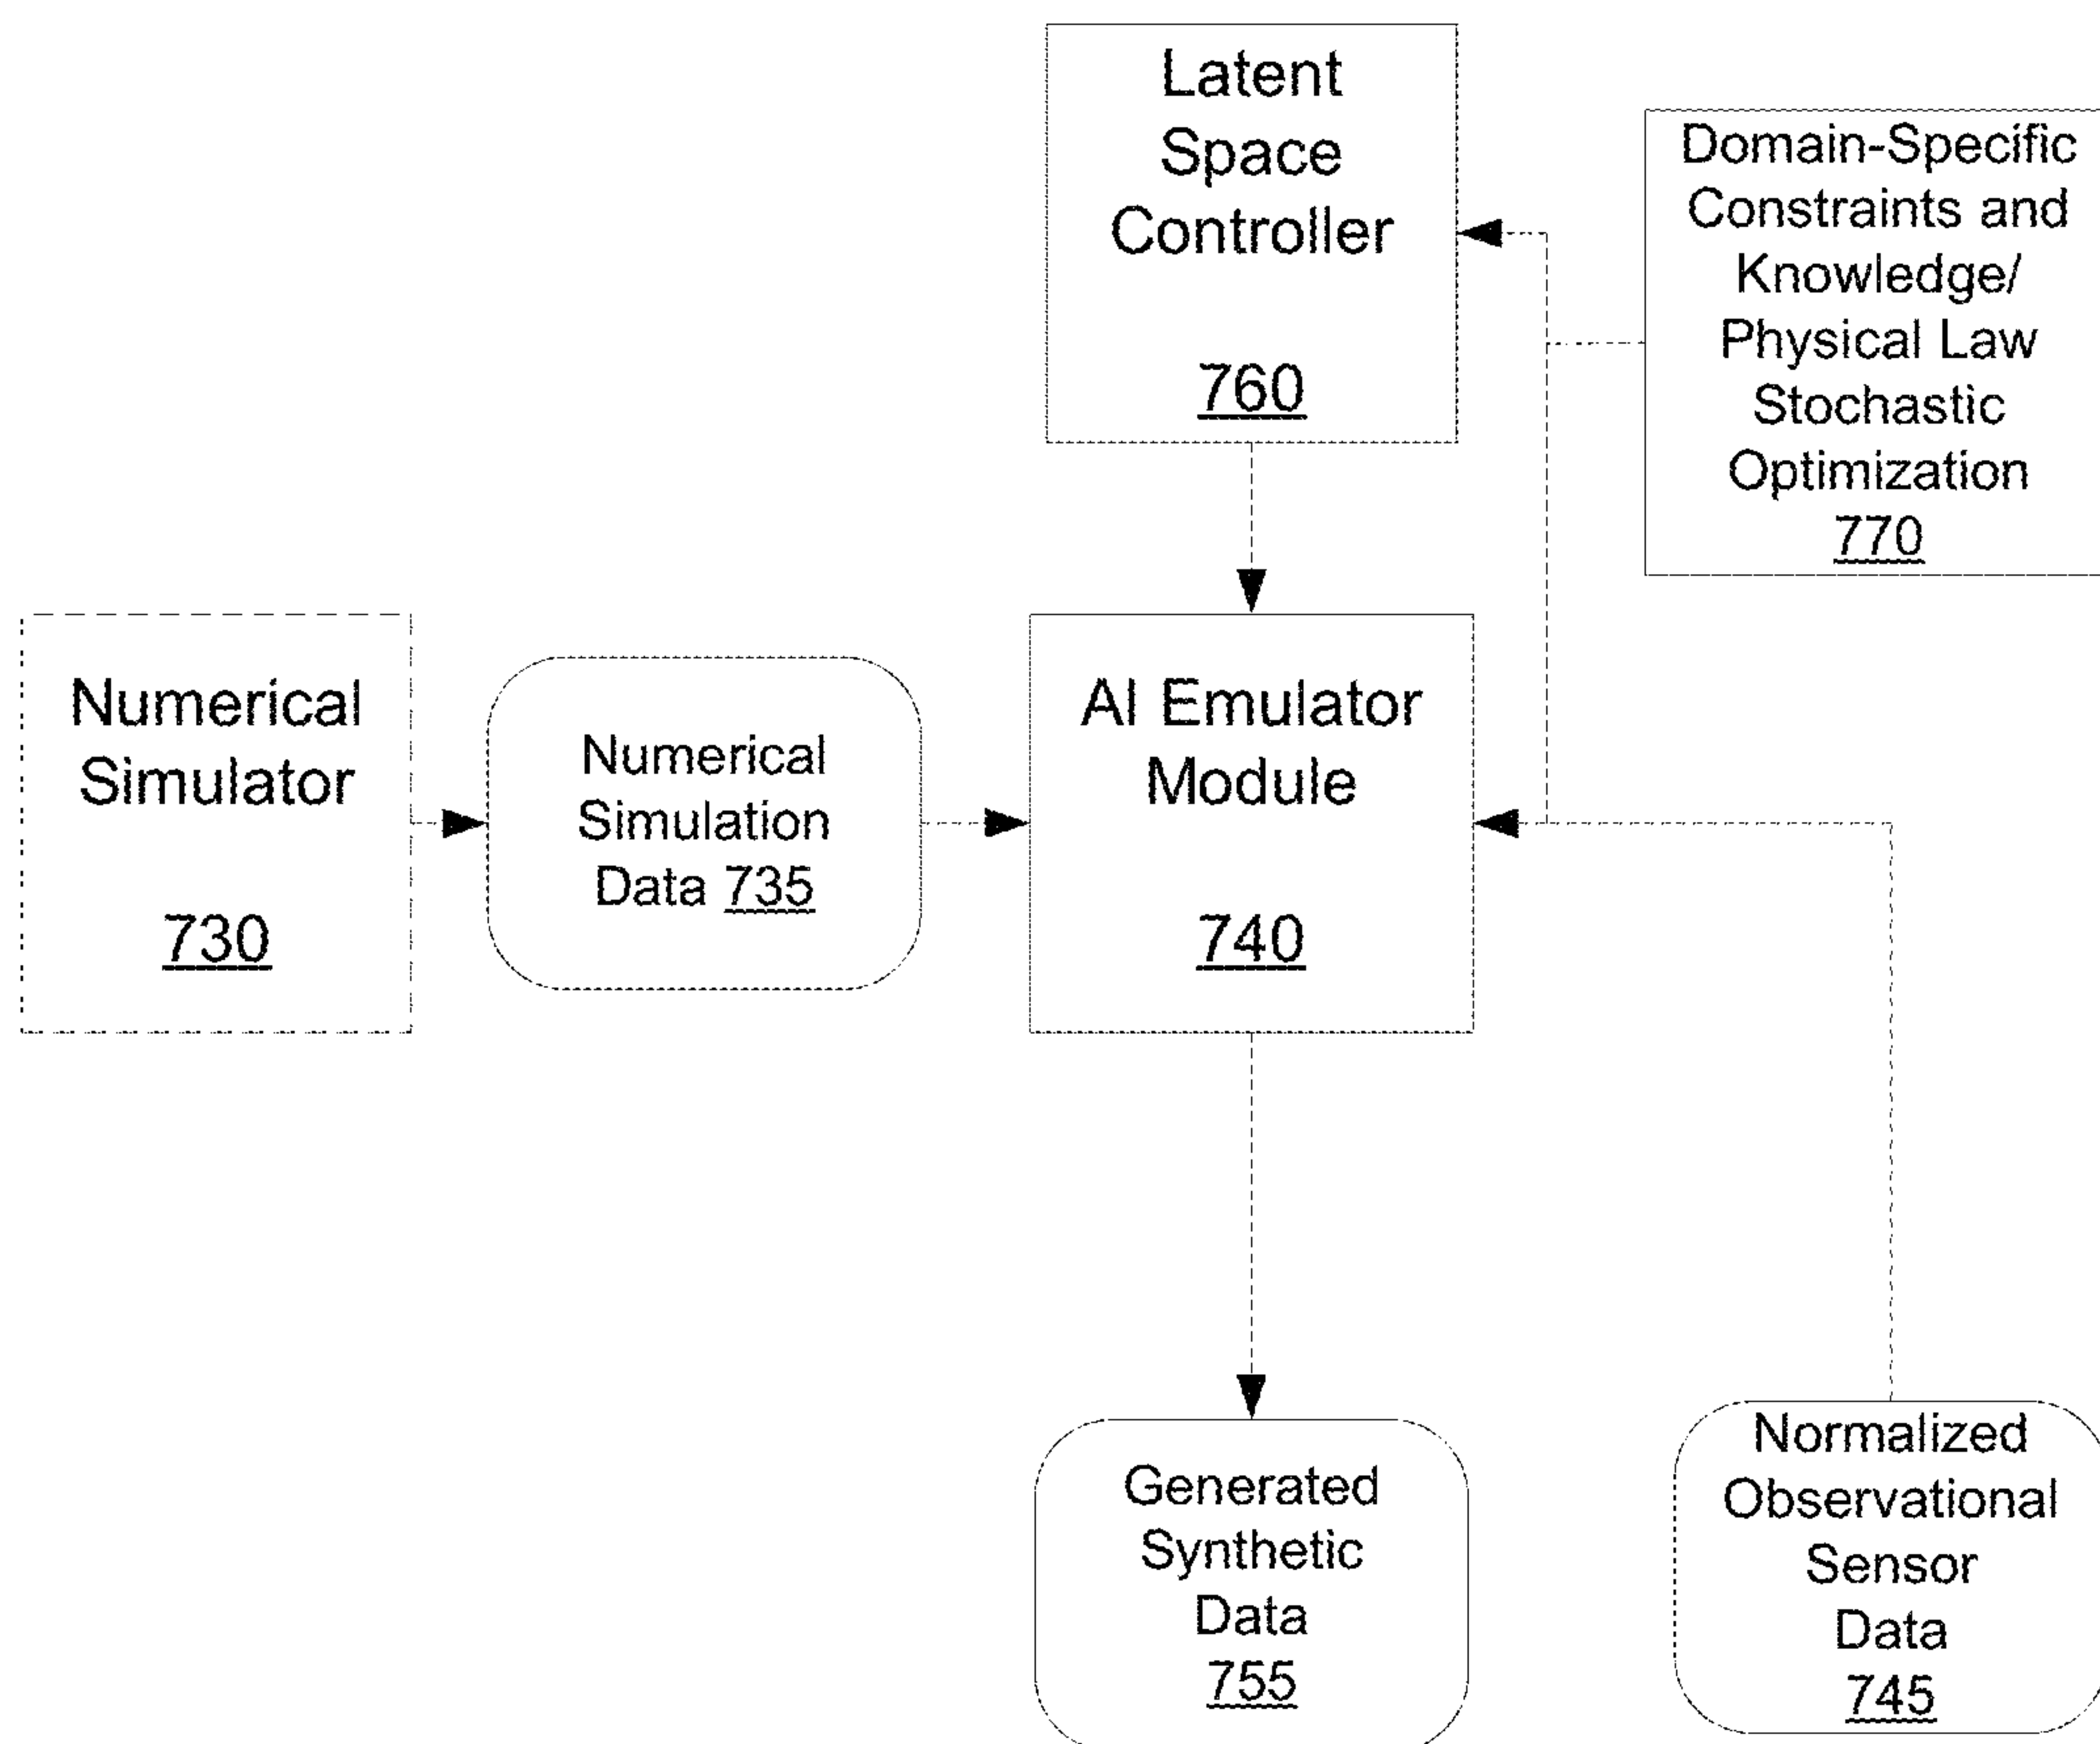 Latent
Space
Controller
760
Domain-Specific
Constraints and
Knowledge/
Physical Law
Stochastic
Optimization
770
Numerical
Simulator
730
Numerical
Simulation
Data 735
AI Emulator
Module
740
Generated
Synthetic
Data
755
Normalized
Observational
Sensor
Data
745